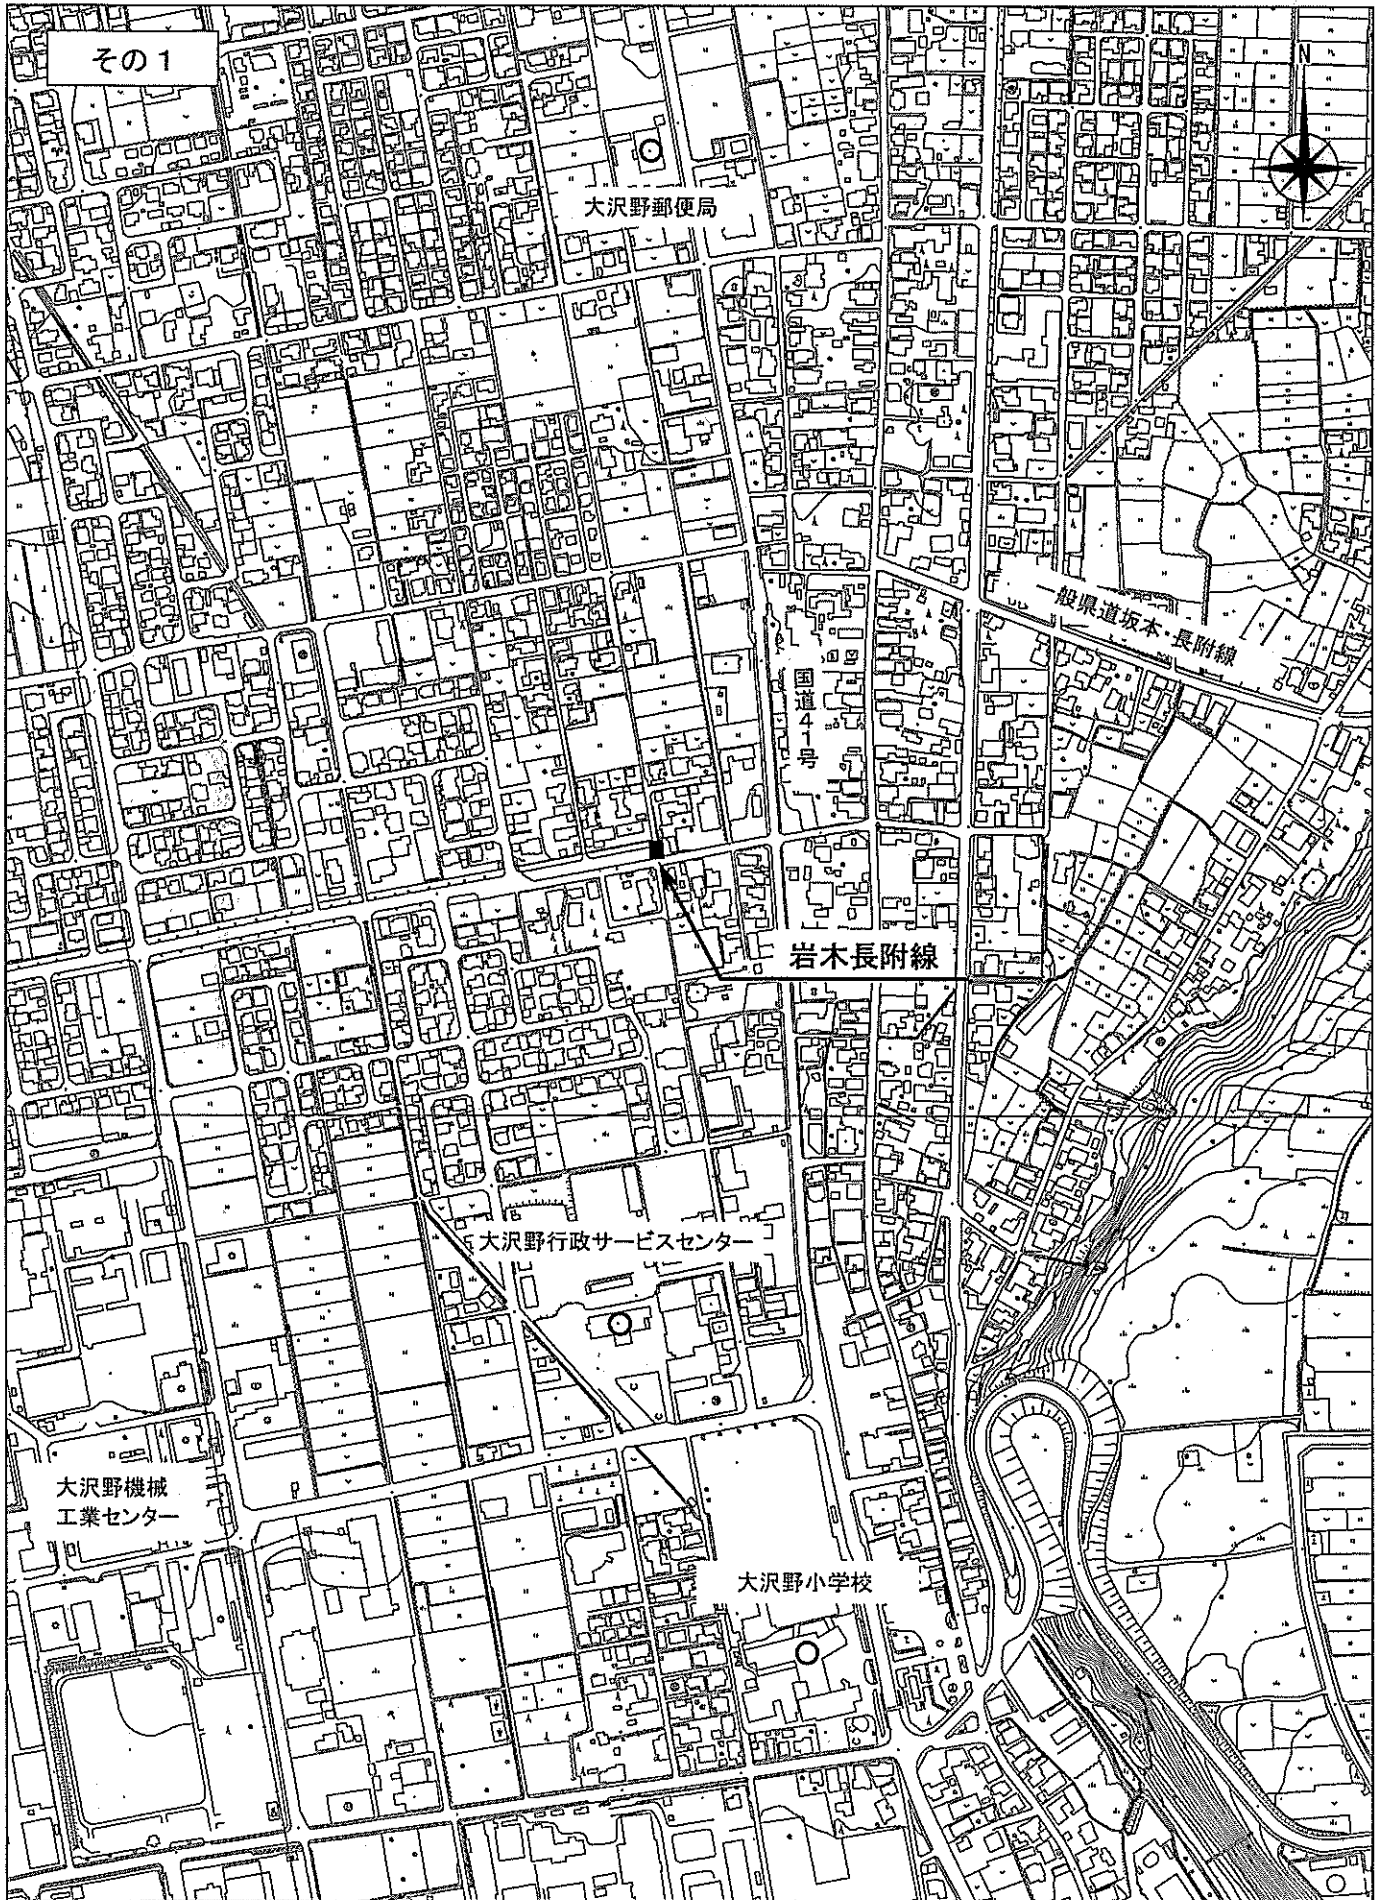 その１
N
大沢野郵便局
一般県道坂本・長附線
国道４１号
岩木長附線
大沢野行政サービスセンター
大沢野機械
工業センター
大沢野小学校